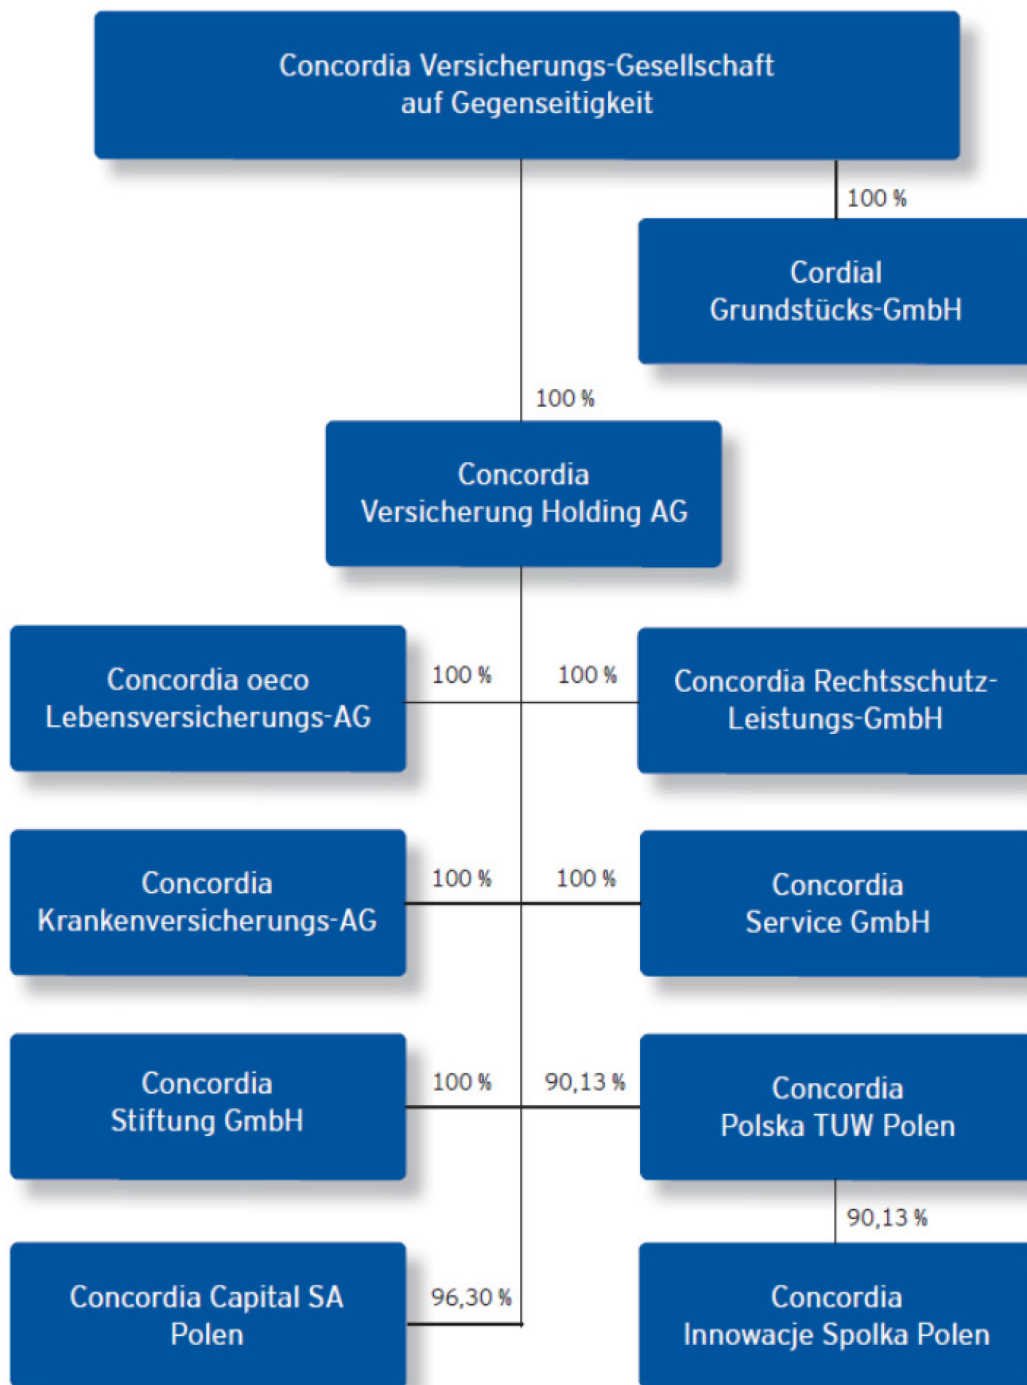 Concordia Versicherungs-Gesellschaft
auf Gegenseitigkeit
100 %
Cordial
Grundstücks-GmbH
100 %
Concordia
Versicherung Holding AG
Concordia oeco
Lebensversicherungs-AG
100 %
100 %
Concordia Rechtsschutz-
Leistungs-GmbH
Concordia
Krankenversicherungs-AG
100 %
100 %
Concordia
Service GmbH
Concordia
Stiftung GmbH
100 %
90,13 %
Concordia
Polska TUW Polen
90,13 %
Concordia Capital SA
Polen
96,30 %
Concordia
Innowacje Spolka Polen